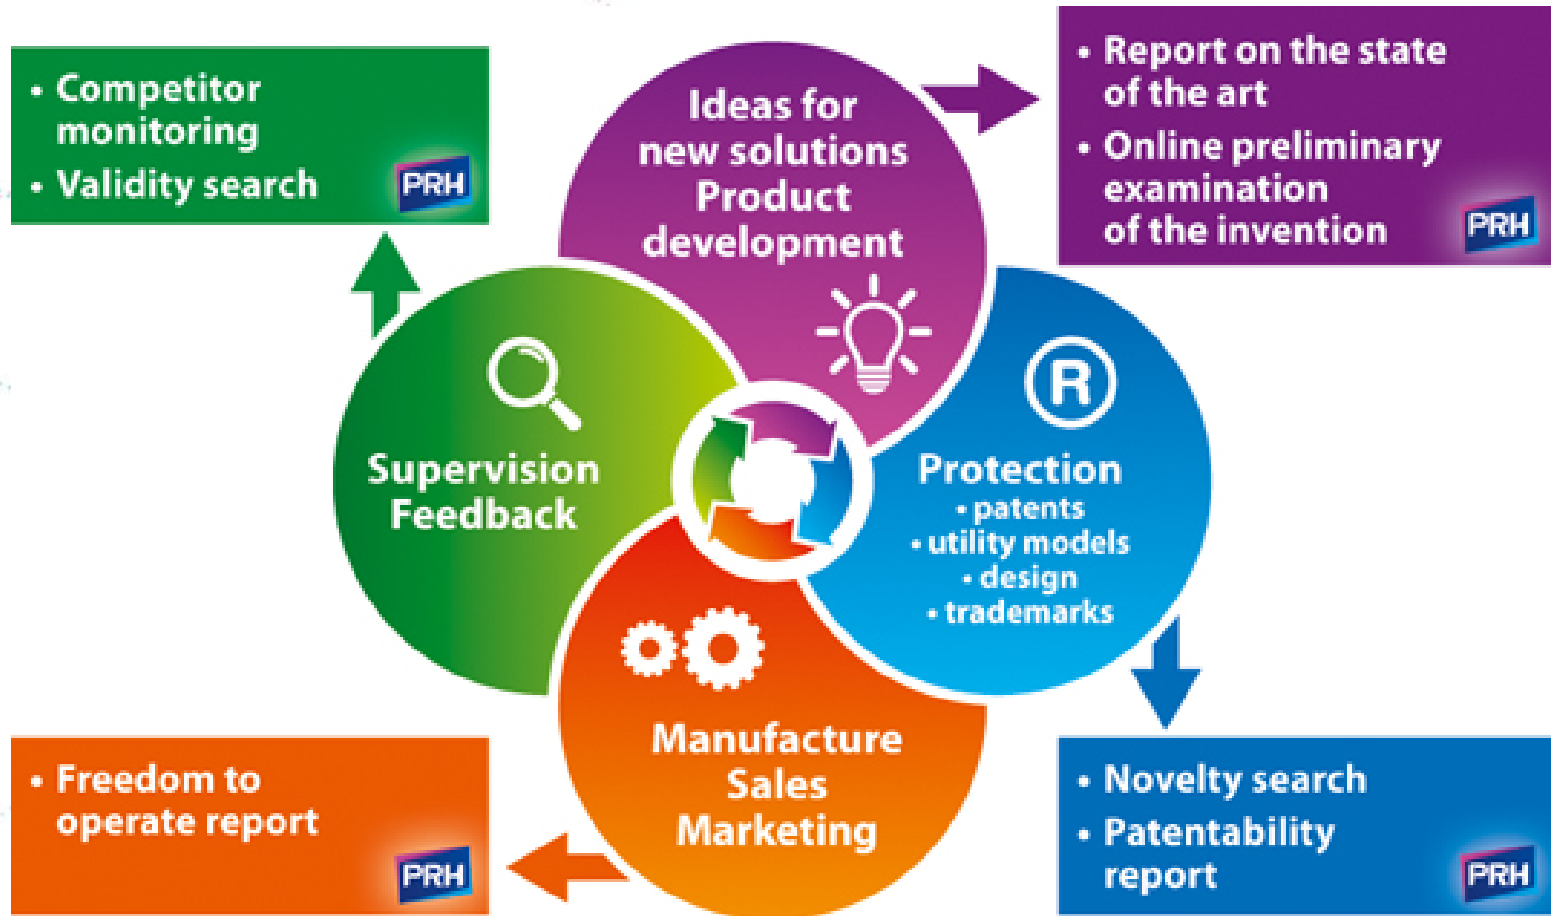 • Competitor
monitoring
• Validity search
PRH
Ideas for
new solutions
Product
development
• Report on the state
of the art
• Online preliminary
examination
of the invention
PRH
R
Protection
• patents
• utility models
• design
• trademarks
Supervision
Feedback
Manufacture
Sales
Marketing
• Freedom to
operate report
PRH
• Novelty search
• Patentability
report
PRH